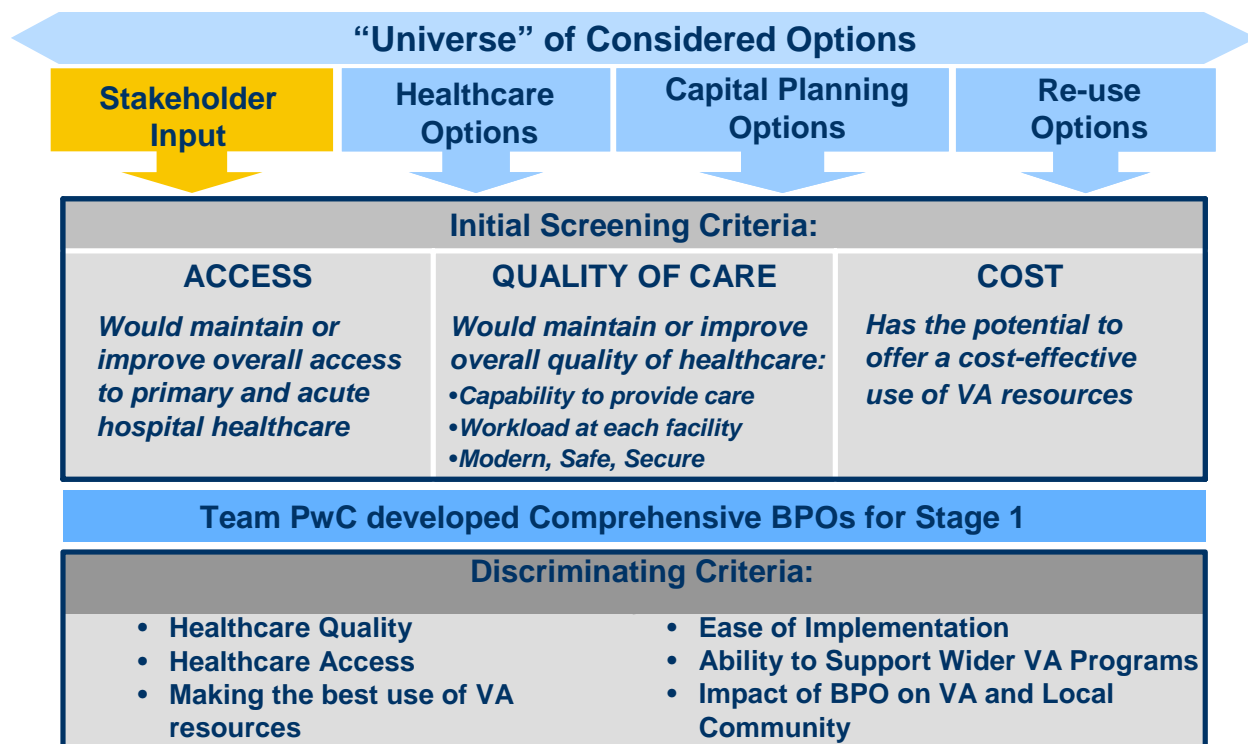 “Universe” of Considered Options
Stakeholder
Input
Healthcare
Options
Capital Planning
Options
Re-use
Options
Initial Screening Criteria:
ACCESS
Would maintain or
improve overall access
to primary and acute
hospital healthcare
QUALITY OF CARE
Would maintain or improve
overall quality of healthcare:
•Capability to provide care
•Workload at each facility
•Modern, Safe, Secure
COST
Has the potential to
offer a cost-effective
use of VA resources
Team PwC developed Comprehensive BPOs for Stage 1
Discriminating Criteria:
• Healthcare Quality
• Healthcare Access
• Making the best use of VA
resources
• Ease of Implementation
• Ability to Support Wider VA Programs
• Impact of BPO on VA and Local
Community